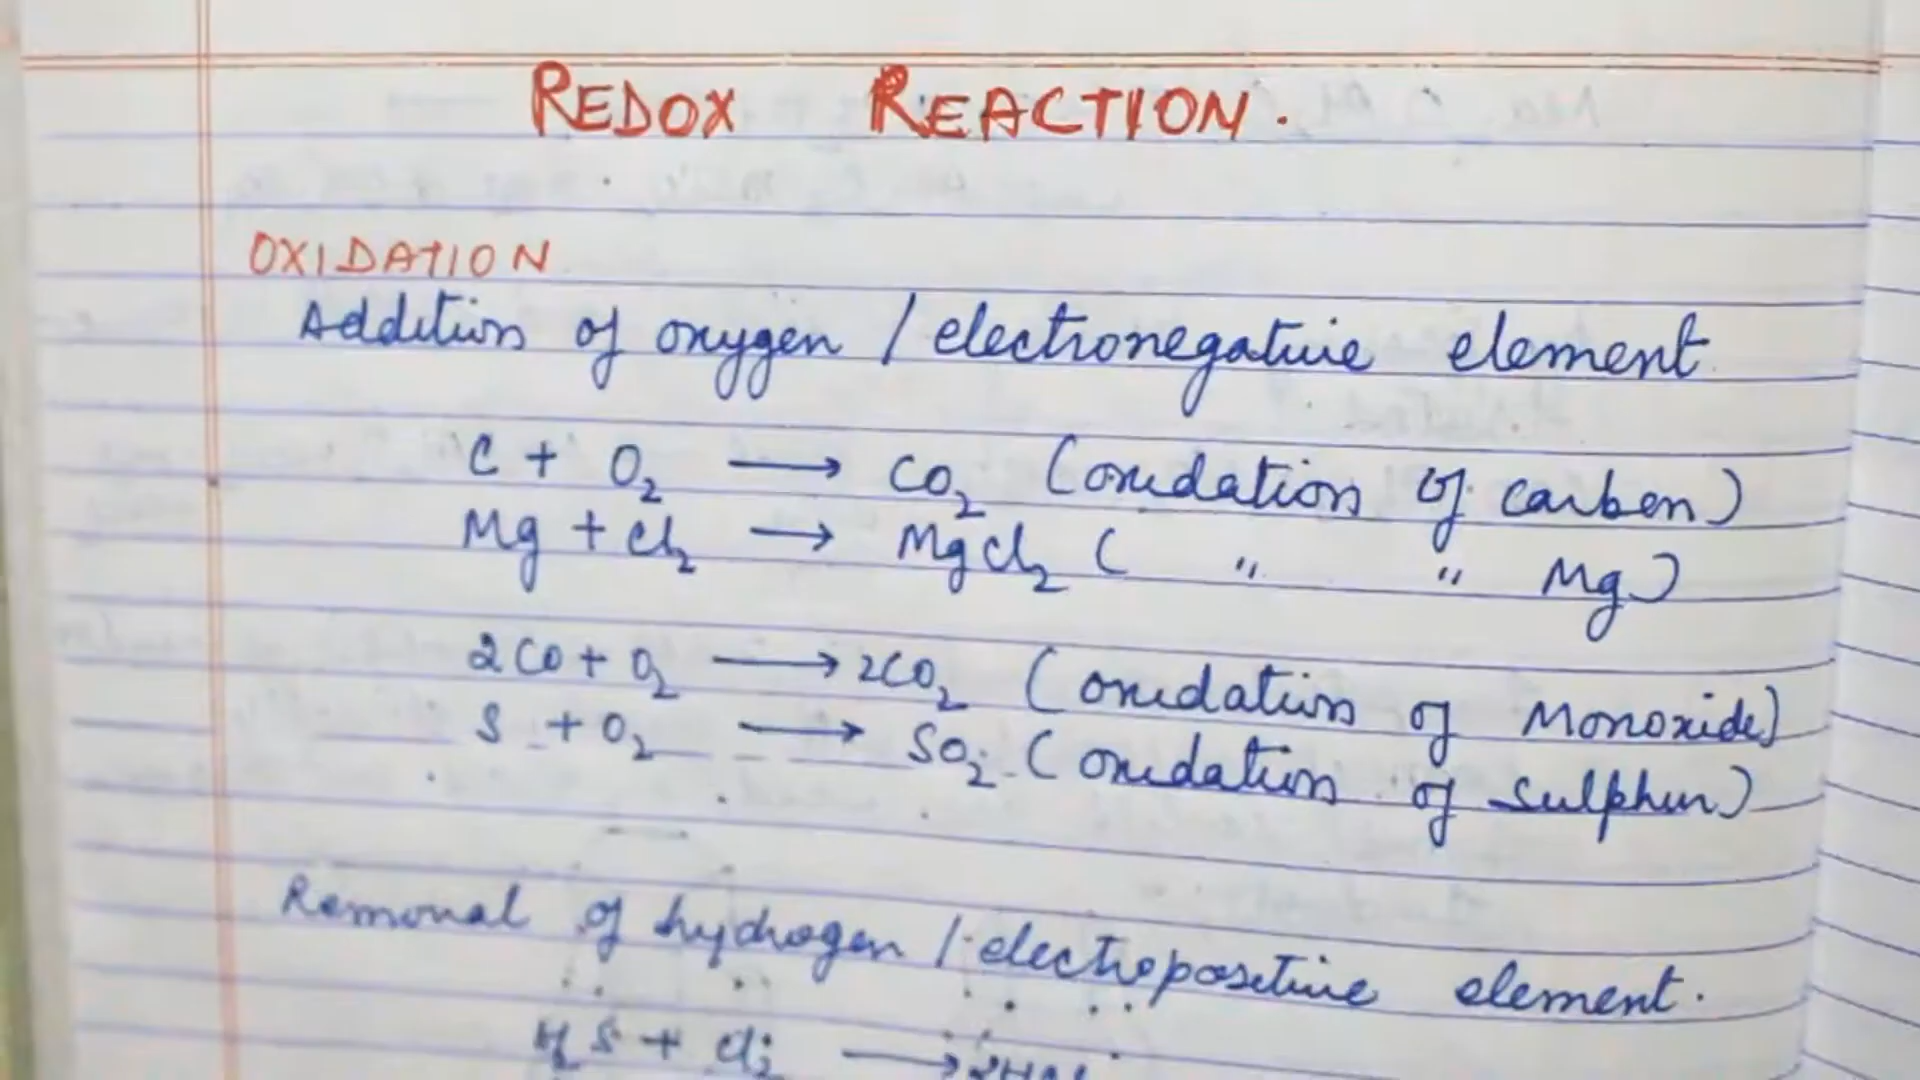 REDOX REACTION.
OXIDATION
Addition of oxygen / electronegative element
C + O₂ → CO₂ (oxidation of carbon)
Mg + Cl₂ → MgCl₂ ( " " Mg)
2CO + O₂ → 2CO₂ (oxidation of Monoxide)
S + O₂ → SO₂ (oxidation of sulphur)
Removal of hydrogen / electropositive element.
H₂S + Cl₂ →